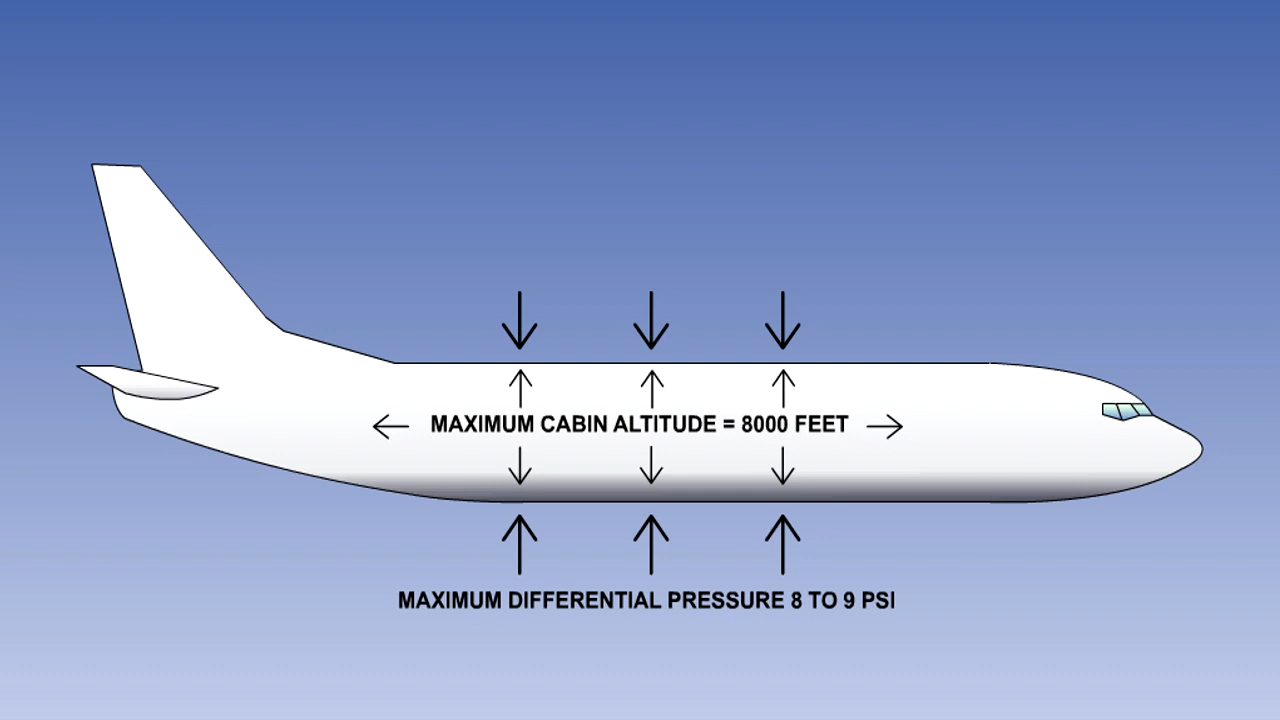 MAXIMUM CABIN ALTITUDE = 8000 FEET
MAXIMUM DIFFERENTIAL PRESSURE 8 TO 9 PSI